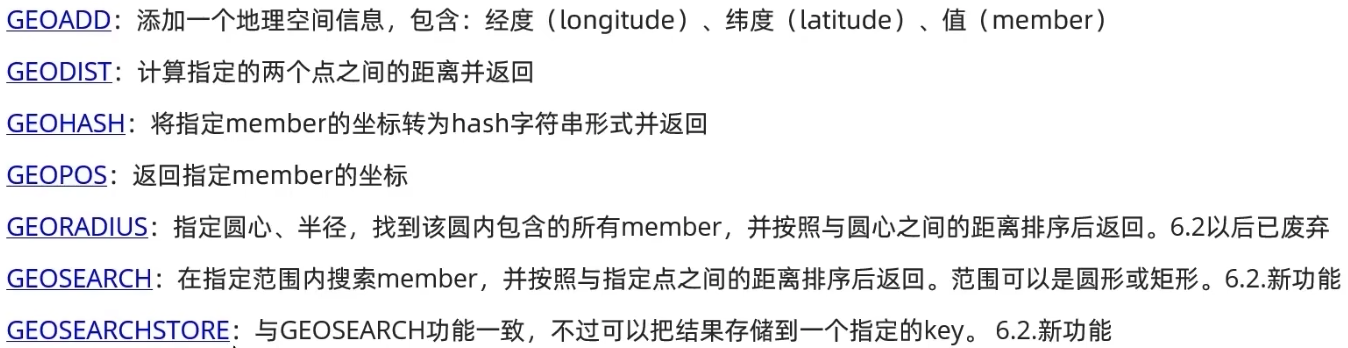 GEOADD：添加一个地理空间信息，包含：经度（longitude）、纬度（latitude）、值（member）
GEODIST：计算指定的两个点之间的距离并返回
GEOHASH：将指定member的坐标转为hash字符串形式并返回
GEOPOS：返回指定member的坐标
GEORADIUS：指定圆心、半径，找到该圆内包含的所有member，并按照与圆心之间的距离排序后返回。6.2以后已废弃
GEOSEARCH：在指定范围内搜索member，并按照与指定点之间的距离排序后返回。范围可以是圆形或矩形。6.2.新功能
GEOSEARCHSTORE：与GEOSEARCH功能一致，不过可以把结果存储到一个指定的key。 6.2.新功能